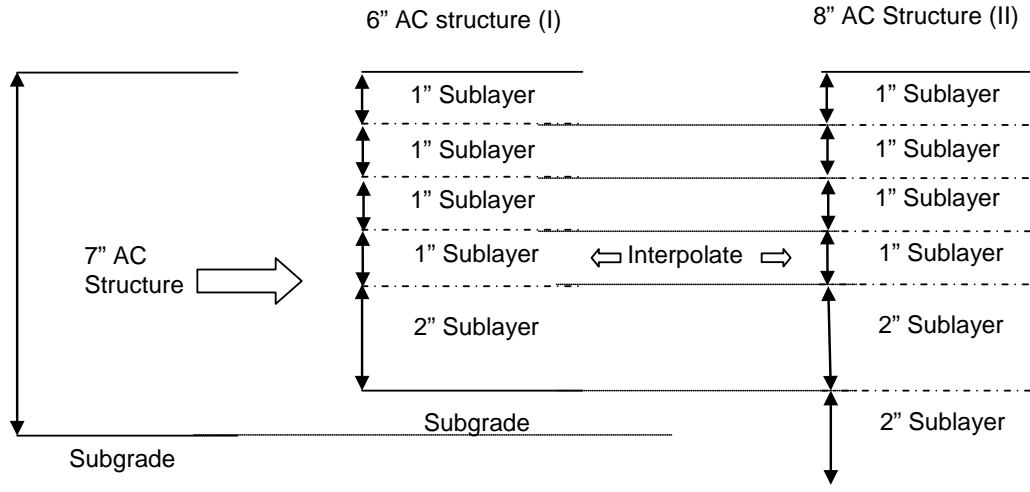 6” AC structure (I)
8” AC Structure (II)
1” Sublayer
1” Sublayer
1” Sublayer
1” Sublayer
1” Sublayer
1” Sublayer
7” AC
Structure
1” Sublayer
Interpolate
1” Sublayer
2” Sublayer
2” Sublayer
Subgrade
2” Sublayer
Subgrade